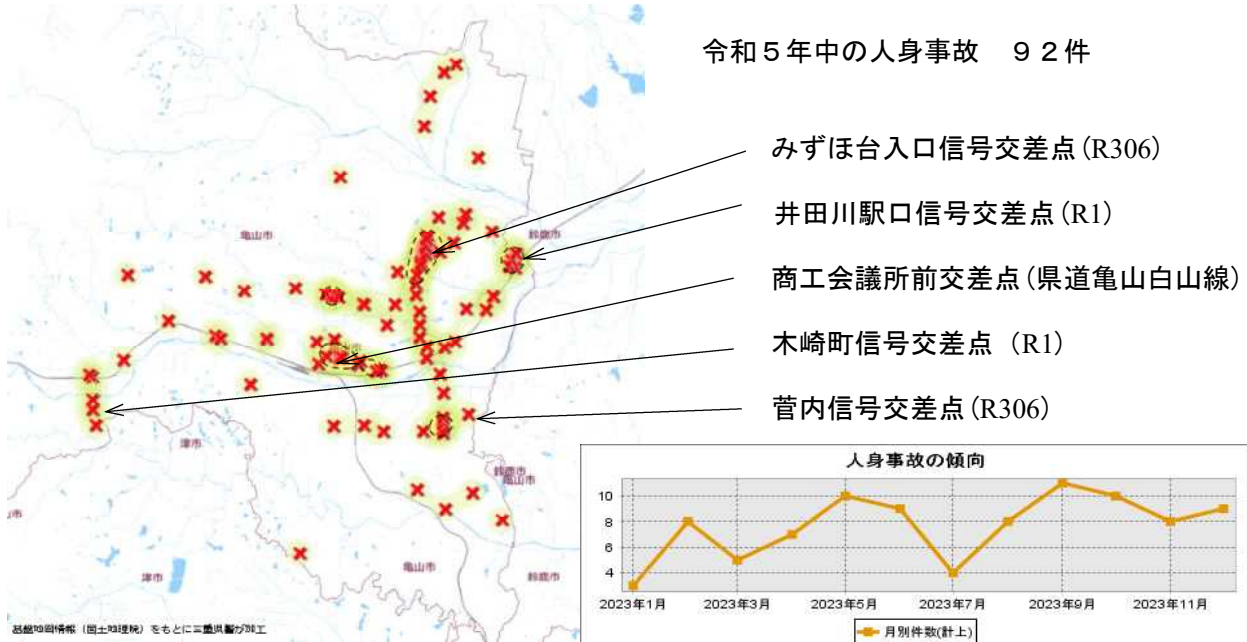 令和５年中の人身事故　９２件
みずほ台入口信号交差点(R306)
井田川駅口信号交差点(R1)
商工会議所前交差点(県道亀山白山線)
木崎町信号交差点 (R1)
菅内信号交差点(R306)
亀山市
鈴鹿市
津市
鈴鹿市
亀山市
津市
亀山市
鈴鹿市
基盤地図情報（国土地理院）をもとに三重県警が加工
人身事故の傾向
10
8
6
4
2023年1月
2023年3月
2023年5月
2023年7月
2023年9月
2023年11月
月別件数(計上)